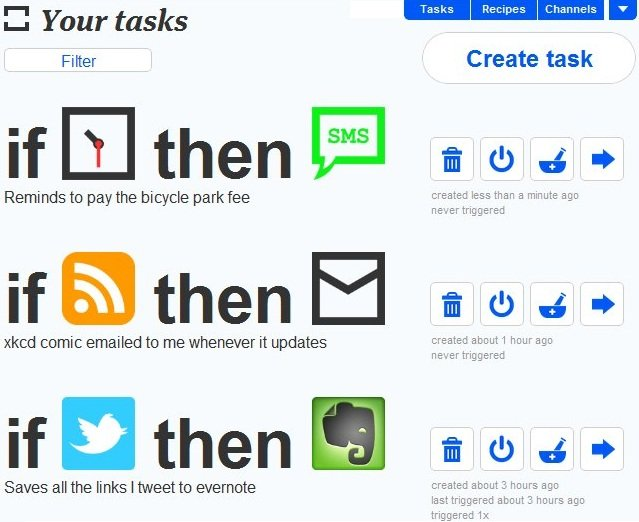 Your tasks
Tasks
Recipes
Channels
Filter
Create task
if then
SMS
Reminds to pay the bicycle park fee
created less than a minute ago
never triggered
if then
xkcd comic emailed to me whenever it updates
created about 1 hour ago
never triggered
if then
Saves all the links I tweet to evernote
created about 3 hours ago
last triggered about 3 hours ago
triggered 1x